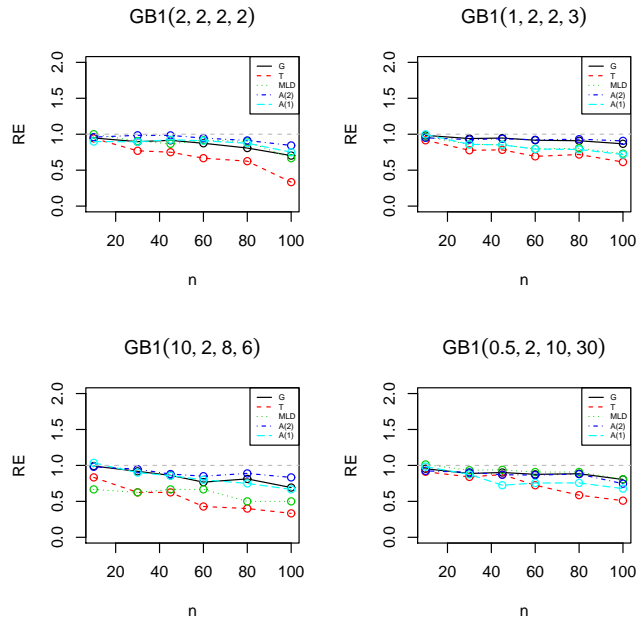 GB1(2, 2, 2, 2)
RE
2.0
1.5
1.0
0.5
0.0
G
T
MLD
A(2)
A(1)
20 40 60 80 100
n
GB1(1, 2, 2, 3)
RE
2.0
1.5
1.0
0.5
0.0
G
T
MLD
A(2)
A(1)
20 40 60 80 100
n
GB1(10, 2, 8, 6)
RE
2.0
1.5
1.0
0.5
0.0
G
T
MLD
A(2)
A(1)
20 40 60 80 100
n
GB1(0.5, 2, 10, 30)
RE
2.0
1.5
1.0
0.5
0.0
G
T
MLD
A(2)
A(1)
20 40 60 80 100
n